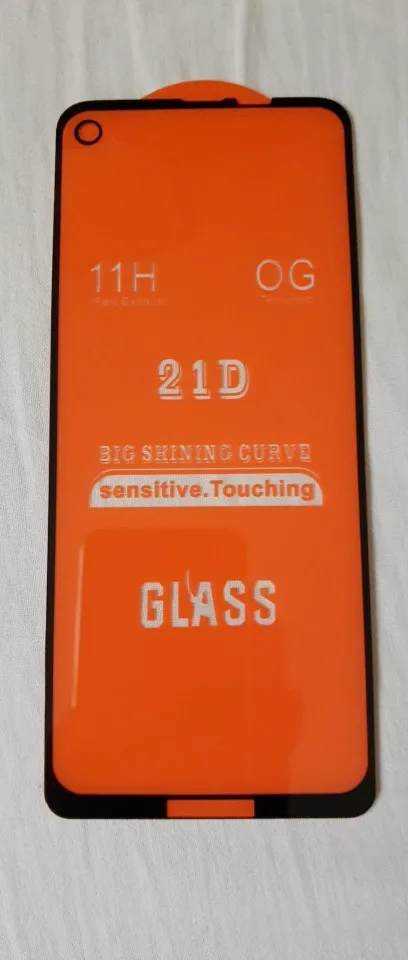 11H OG
21D
BIG SHINING CURVE
sensitive.Touching
GLASS